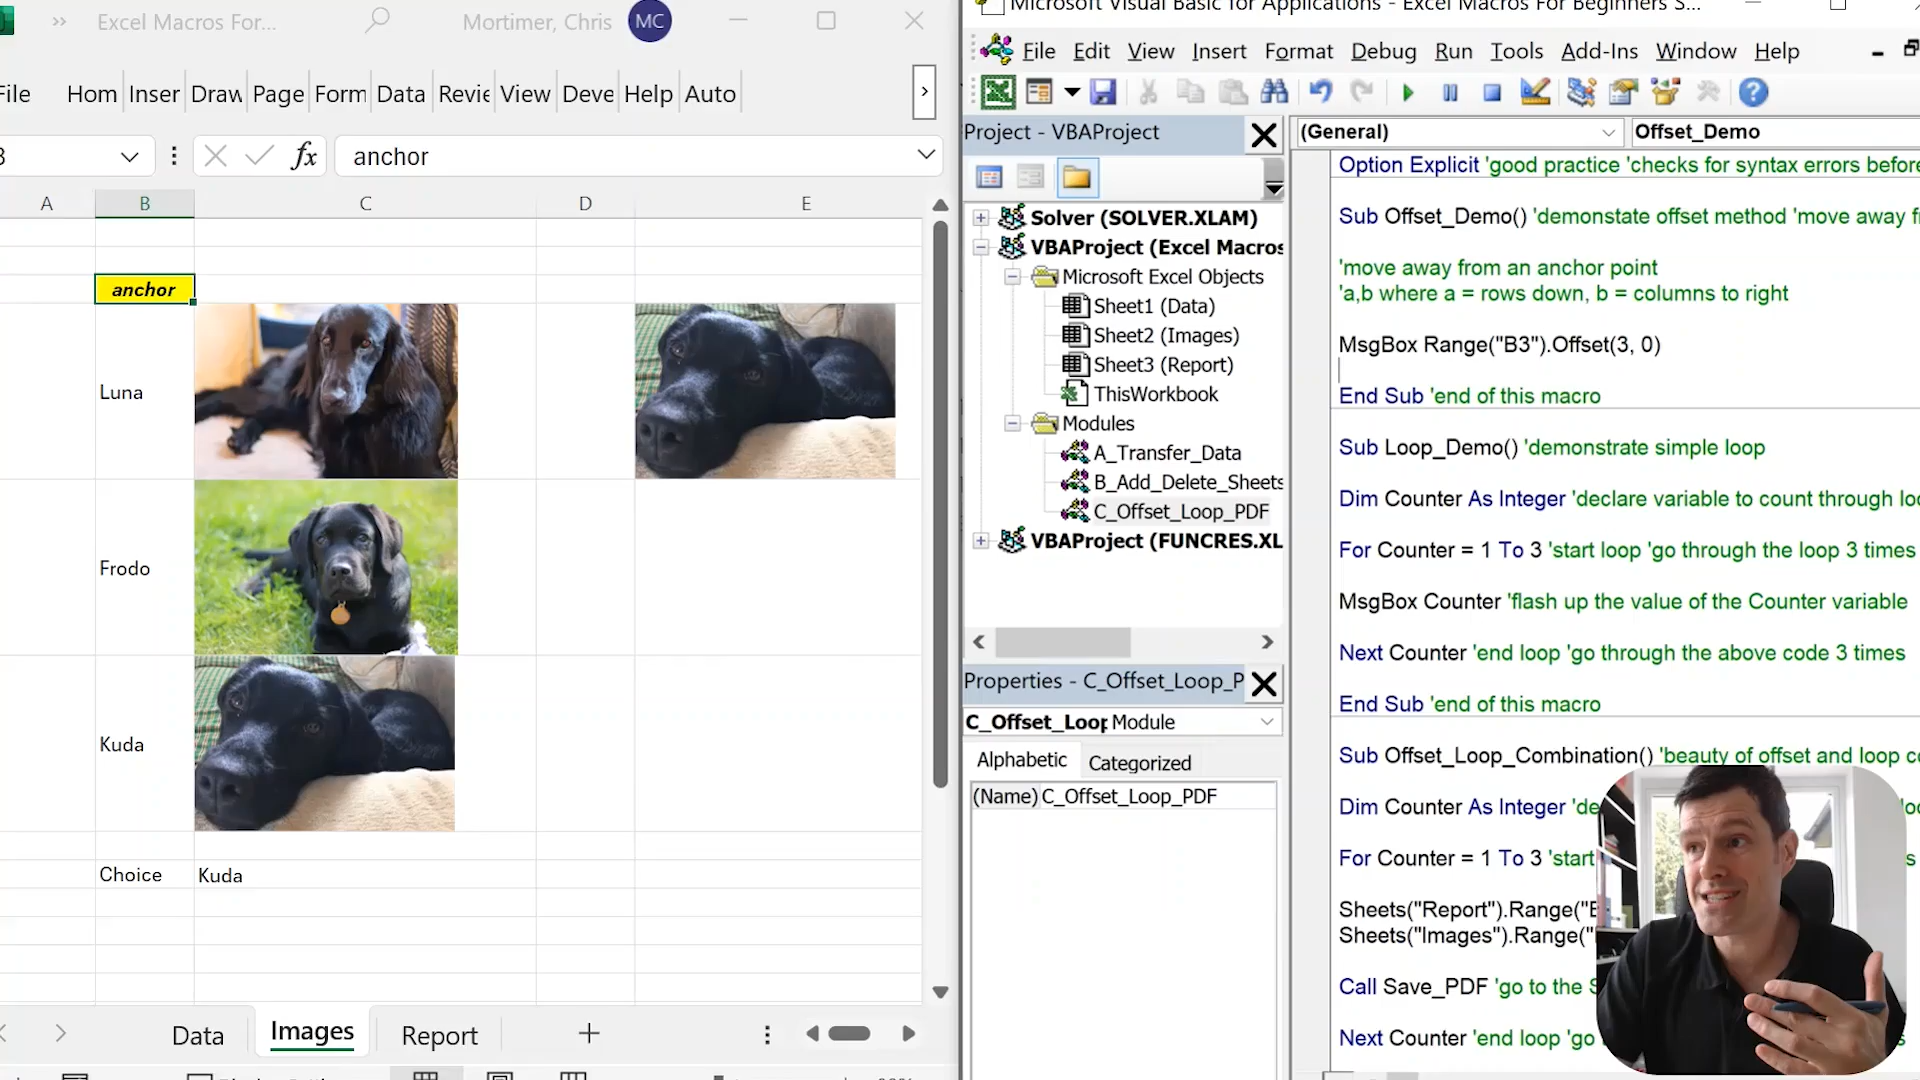 Excel Macros For...
Mortimer, Chris
MC
File
Hom
Inser
Draw
Page
Form
Data
Revie
View
Deve
Help
Auto
anchor
A
B
C
D
E
anchor
Luna
Frodo
Kuda
Choice
Kuda
Data
Images
Report
Microsoft Visual Basic for Applications - Excel Macros For Beginners S...
File Edit View Insert Format Debug Run Tools Add-Ins Window Help
Project - VBAProject
Solver (SOLVER.XLAM)
VBAProject (Excel Macros
Microsoft Excel Objects
Sheet1 (Data)
Sheet2 (Images)
Sheet3 (Report)
ThisWorkbook
Modules
A_Transfer_Data
B_Add_Delete_Sheets
C_Offset_Loop_PDF
VBAProject (FUNCRES.XL
Properties - C_Offset_Loop_P
C_Offset_Loop Module
Alphabetic
Categorized
(Name) C_Offset_Loop_PDF
(General)
Offset_Demo
Option Explicit 'good practice 'checks for syntax errors before
Sub Offset_Demo() 'demonstate offset method 'move away fr
'move away from an anchor point
'a,b where a = rows down, b = columns to right
MsgBox Range("B3").Offset(3, 0)
End Sub 'end of this macro
Sub Loop_Demo() 'demonstrate simple loop
Dim Counter As Integer 'declare variable to count through loo
For Counter = 1 To 3 'start loop 'go through the loop 3 times
MsgBox Counter 'flash up the value of the Counter variable
Next Counter 'end loop 'go through the above code 3 times
End Sub 'end of this macro
Sub Offset_Loop_Combination() 'beauty of offset and loop co
Dim Counter As Integer 'de
For Counter = 1 To 3 'start
Sheets("Report").Range("
Sheets("Images").Range("
Call Save_PDF 'go to the S
Next Counter 'end loop 'go